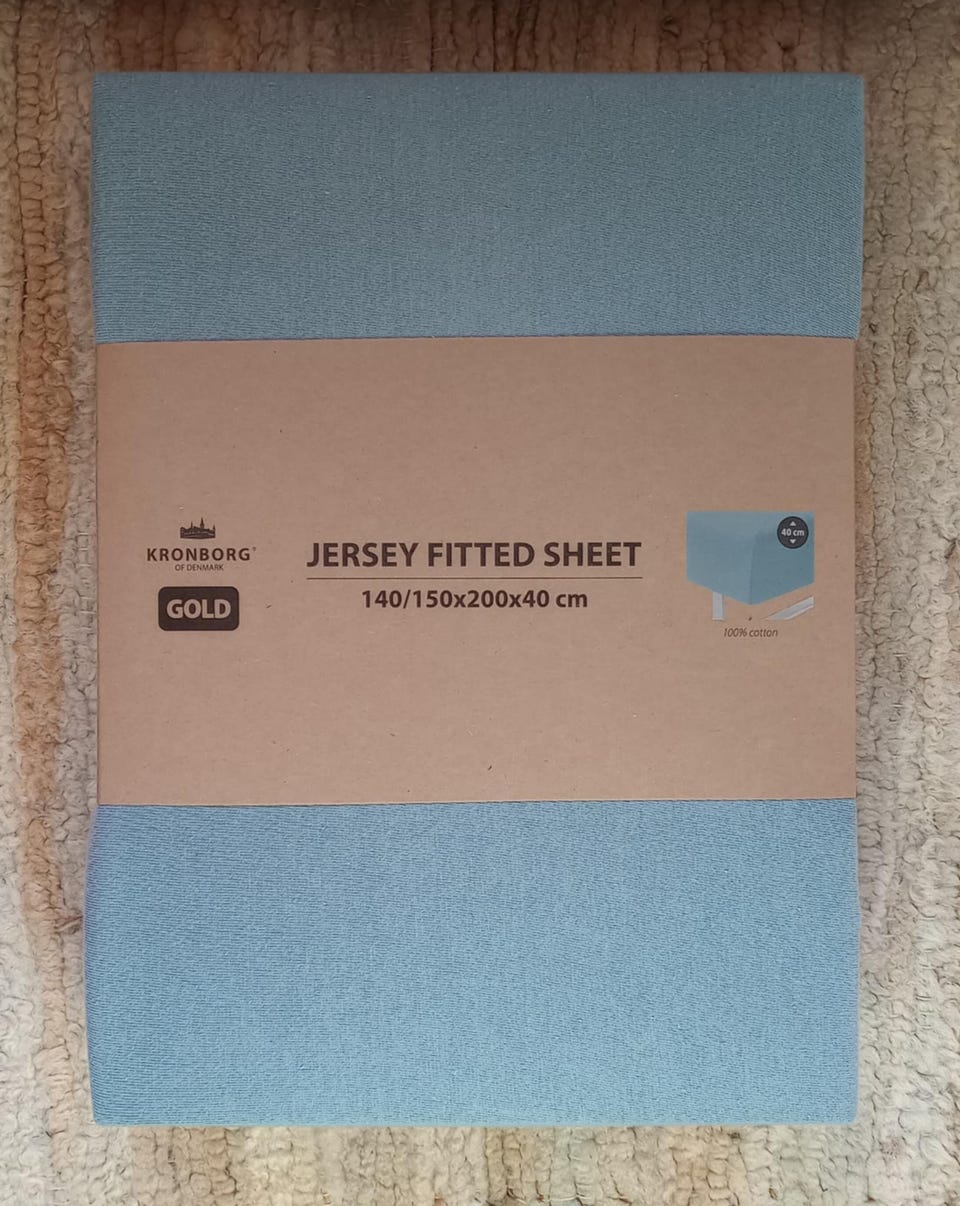 KRONBORG®
OF DENMARK
GOLD
JERSEY FITTED SHEET
140/150x200x40 cm
40 cm
100% cotton